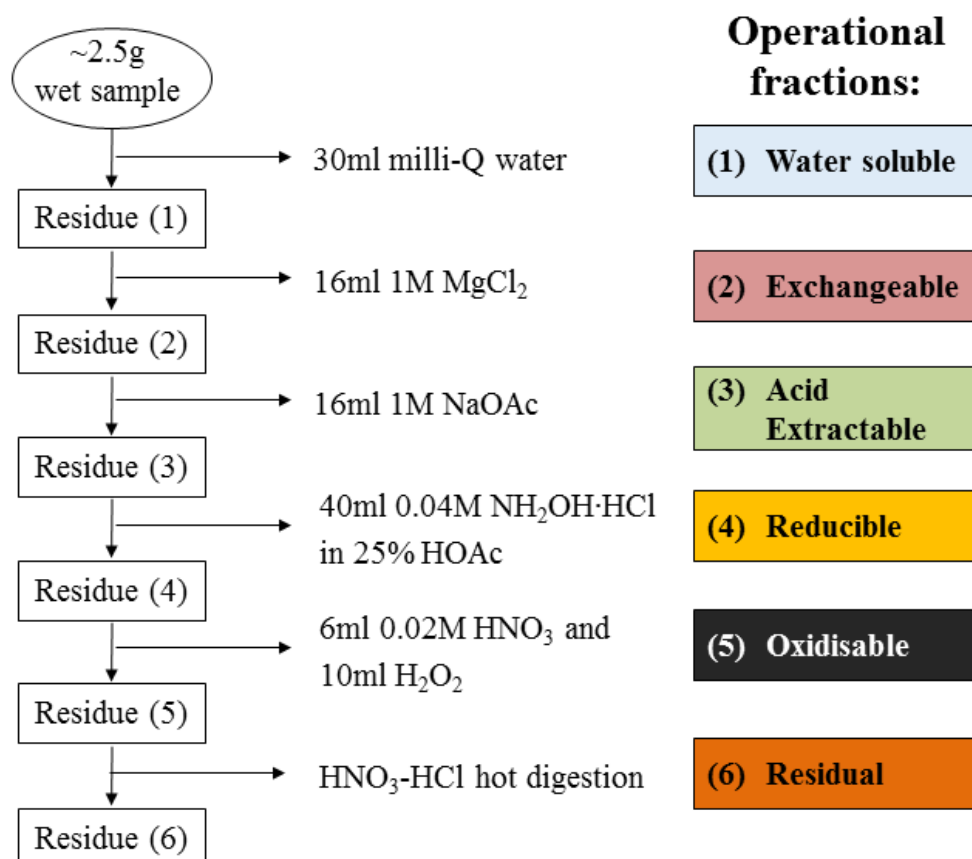 Operational
fractions:
~2.5g
wet sample
30ml milli-Q water
(1) Water soluble
Residue (1)
16ml 1M MgCl₂
(2) Exchangeable
Residue (2)
16ml 1M NaOAc
(3) Acid
Extractable
Residue (3)
40ml 0.04M NH₂OH·HCl
in 25% HOAc
(4) Reducible
Residue (4)
6ml 0.02M HNO₃ and
10ml H₂O₂
(5) Oxidisable
Residue (5)
HNO₃-HCl hot digestion
(6) Residual
Residue (6)